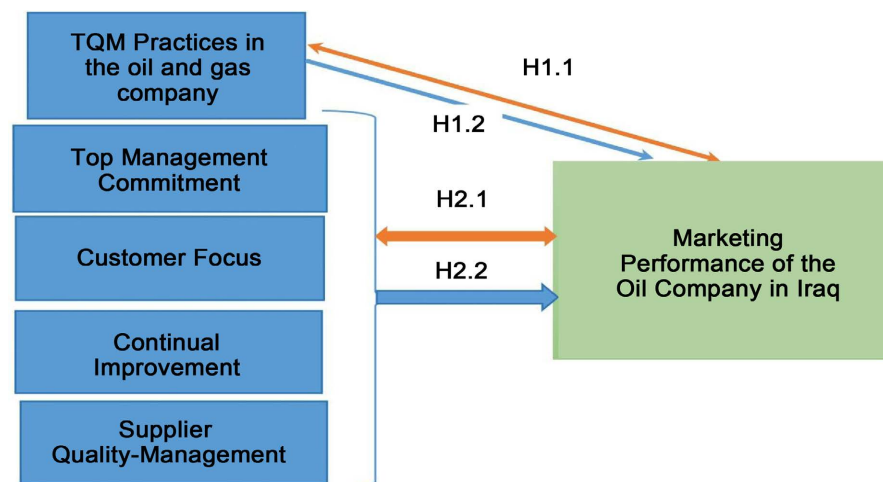 TQM Practices in
the oil and gas
company
H1.1
H1.2
Top Management
Commitment
H2.1
Customer Focus
Marketing
Performance of the
Oil Company in Iraq
H2.2
Continual
Improvement
Supplier
Quality-Management